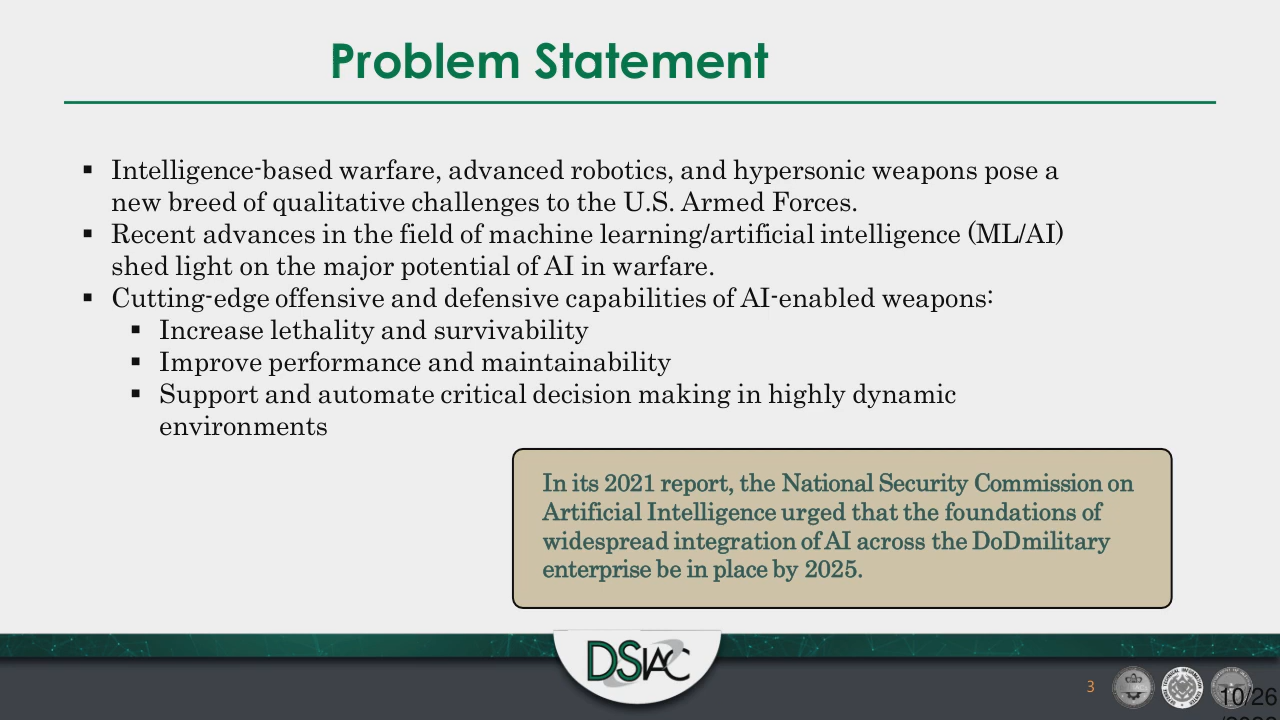 Problem Statement
▪ Intelligence-based warfare, advanced robotics, and hypersonic weapons pose a
new breed of qualitative challenges to the U.S. Armed Forces.
▪ Recent advances in the field of machine learning/artificial intelligence (ML/AI)
shed light on the major potential of AI in warfare.
▪ Cutting-edge offensive and defensive capabilities of AI-enabled weapons:
▪ Increase lethality and survivability
▪ Improve performance and maintainability
▪ Support and automate critical decision making in highly dynamic
environments
In its 2021 report, the National Security Commission on
Artificial Intelligence urged that the foundations of
widespread integration of AI across the DoDmilitary
enterprise be in place by 2025.
DSIAC
3
10/26